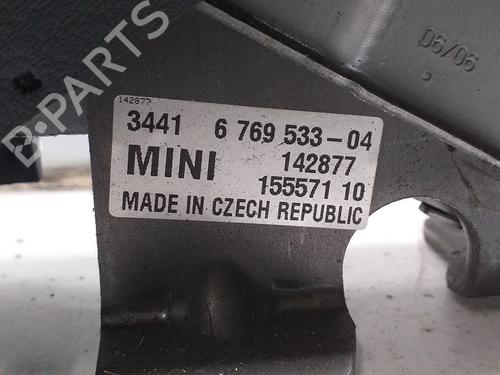 B-PARTS
06/06
142877
3441 6 769 533-04
MINI 142877
155571 10
MADE IN CZECH REPUBLIC